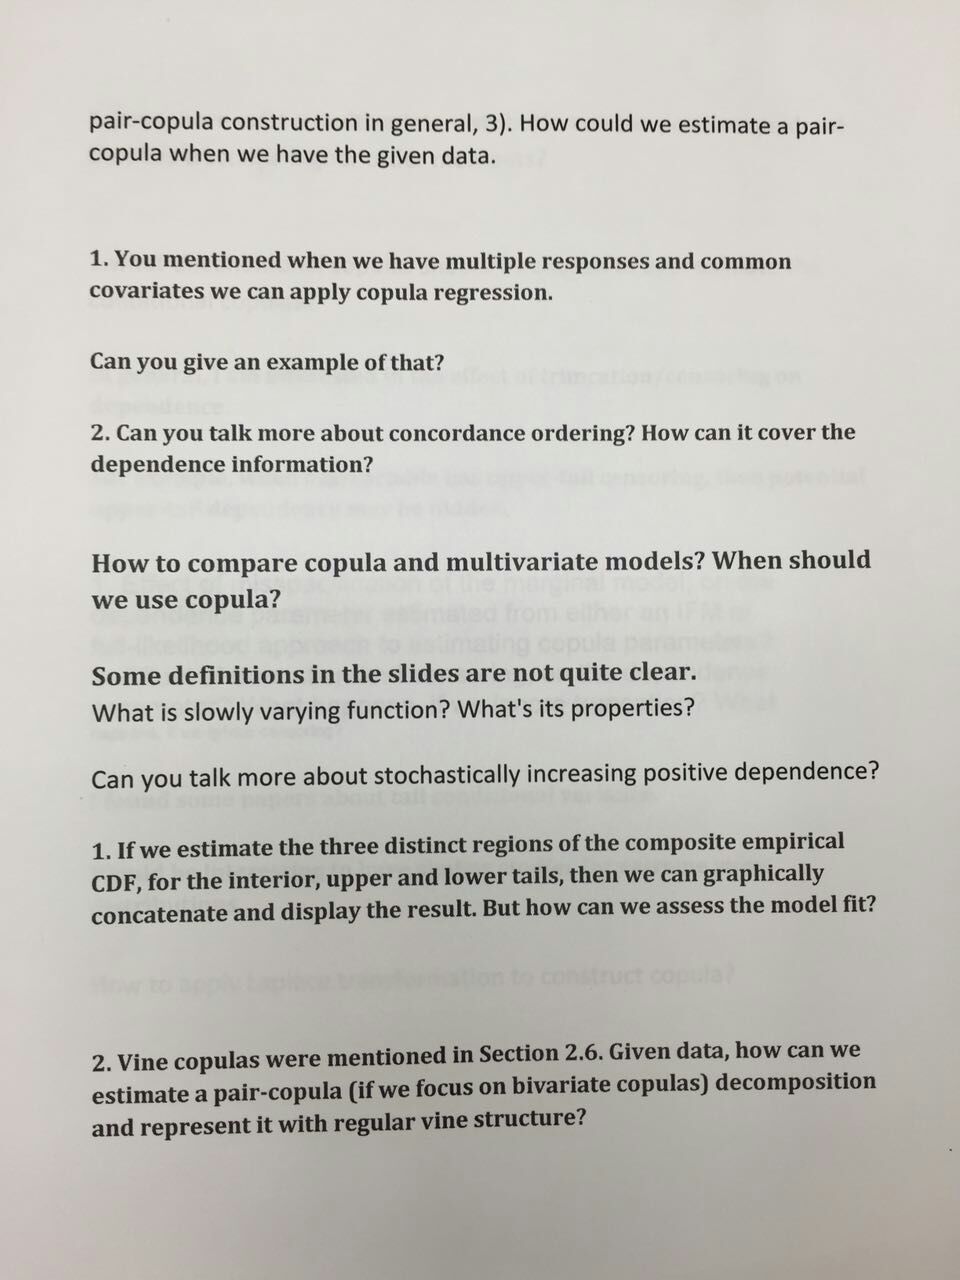 pair-copula construction in general, 3). How could we estimate a pair-
copula when we have the given data.
1. You mentioned when we have multiple responses and common
covariates we can apply copula regression.
Can you give an example of that?
2. Can you talk more about concordance ordering? How can it cover the
dependence information?
How to compare copula and multivariate models? When should
we use copula?
Some definitions in the slides are not quite clear.
What is slowly varying function? What's its properties?
Can you talk more about stochastically increasing positive dependence?
1. If we estimate the three distinct regions of the composite empirical
CDF, for the interior, upper and lower tails, then we can graphically
concatenate and display the result. But how can we assess the model fit?
How to apply Laplace transformation to construct copula?
2. Vine copulas were mentioned in Section 2.6. Given data, how can we
estimate a pair-copula (if we focus on bivariate copulas) decomposition
and represent it with regular vine structure?